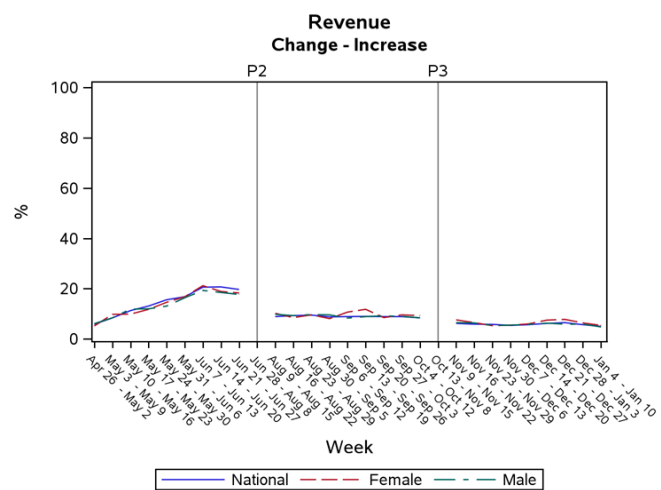 Revenue
Change - Increase
P2
P3
100
80
60
40
20
0
%
Apr 26 - May 2
May 3 - May 9
May 10 - May 16
May 17 - May 23
May 24 - May 30
May 31 - Jun 6
Jun 7 - Jun 13
Jun 14 - Jun 20
Jun 21 - Jun 27
Jun 28 - Aug 8
Aug 9 - Aug 15
Aug 16 - Aug 22
Aug 23 - Aug 29
Aug 30 - Sep 5
Sep 6 - Sep 12
Sep 13 - Sep 19
Sep 20 - Sep 26
Sep 27 - Oct 3
Oct 4 - Oct 12
Oct 13 - Nov 8
Nov 9 - Nov 15
Nov 16 - Nov 22
Nov 23 - Nov 29
Nov 30 - Dec 6
Dec 7 - Dec 13
Dec 14 - Dec 20
Dec 21 - Dec 27
Dec 28 - Jan 3
Jan 4 - Jan 10
Week
National Female Male